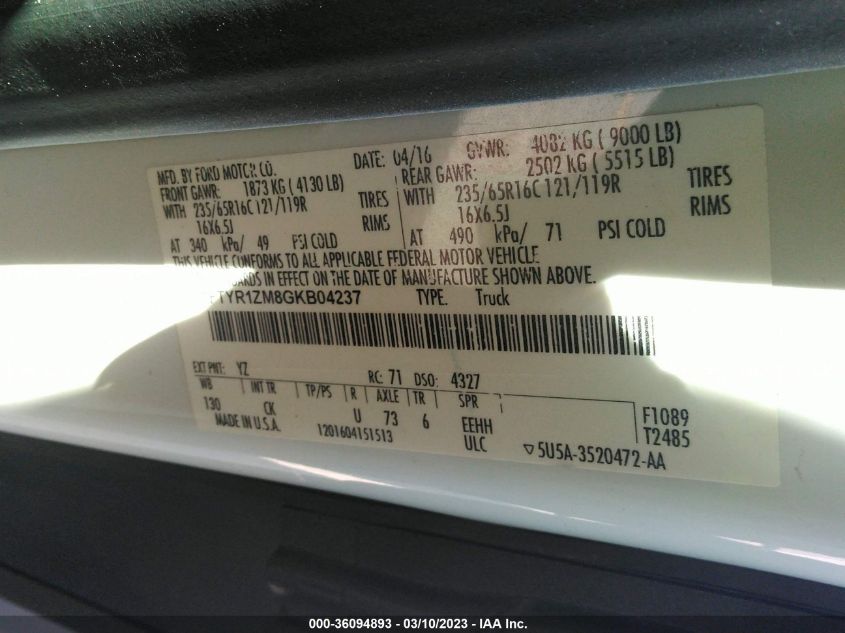 MFD. BY FORD MOTOR CO.
DATE: 04/16 GVWR: 4082 KG ( 9000 LB)
FRONT GAWR: 1873 KG ( 4130 LB) REAR GAWR: 2502 KG ( 5515 LB)
WITH 235/65R16C 121/119R TIRES WITH 235/65R16C 121/119R TIRES
16X6.5J RIMS 16X6.5J RIMS
AT 340 kPa/ 49 PSI COLD AT 490 kPa/ 71 PSI COLD
THIS VEHICLE CONFORMS TO ALL APPLICABLE FEDERAL MOTOR VEHICLE
IN EFFECT ON THE DATE OF MANUFACTURE SHOWN ABOVE.
TYR1ZM8GKB04237 TYPE: Truck
EXT PNT: YZ RC: 71 DSO: 4327
WB INT TR TP/PS R AXLE TR SPR
130 CK U 73 6 EEHH F1089
MADE IN U.S.A. 1201604151513 ULC T2485
▽5U5A-3520472-AA
000-36094893 - 03/10/2023 - IAA Inc.